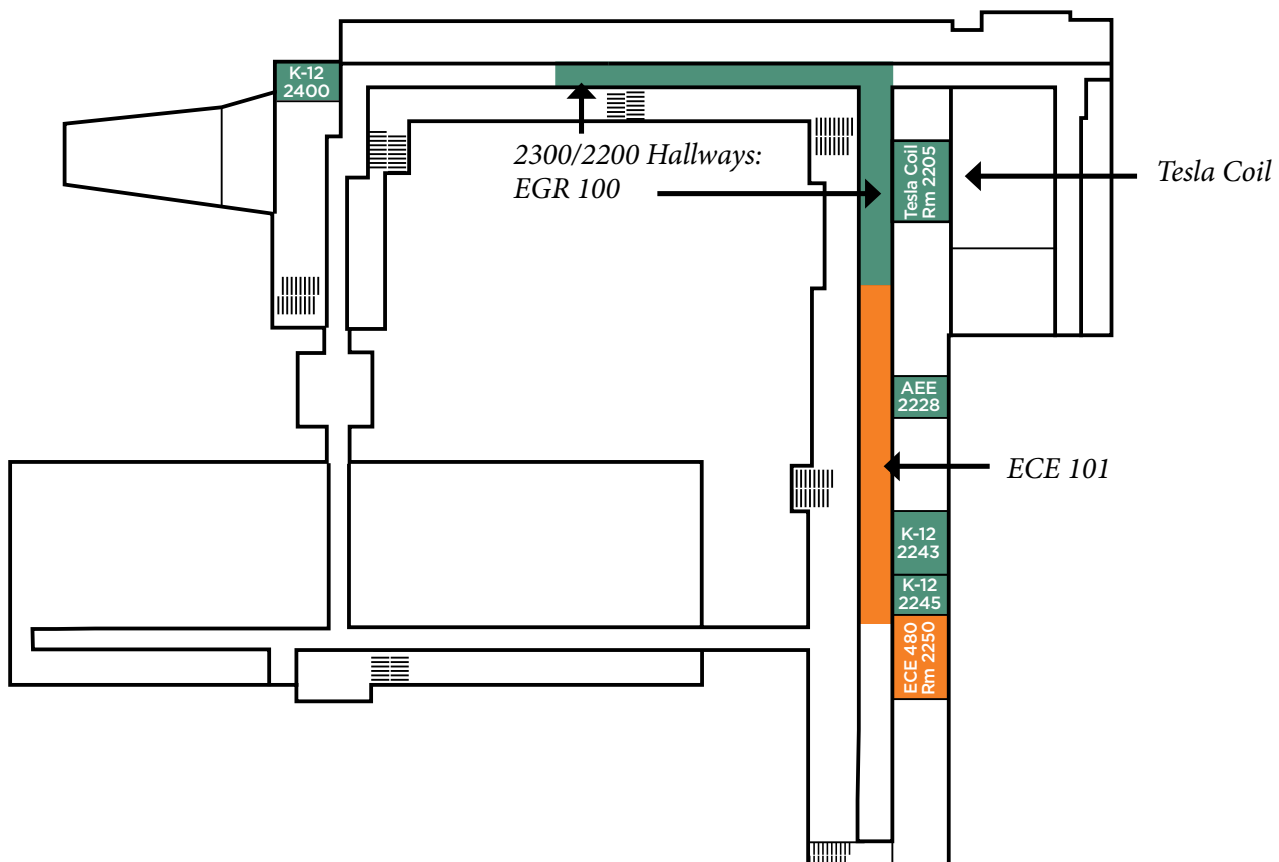 K-12
2400
2300/2200 Hallways:
EGR 100
Tesla Coil
Rm 2205
Tesla Coil
AEE
2228
ECE 101
K-12
2243
K-12
2245
ECE 480
Rm 2250